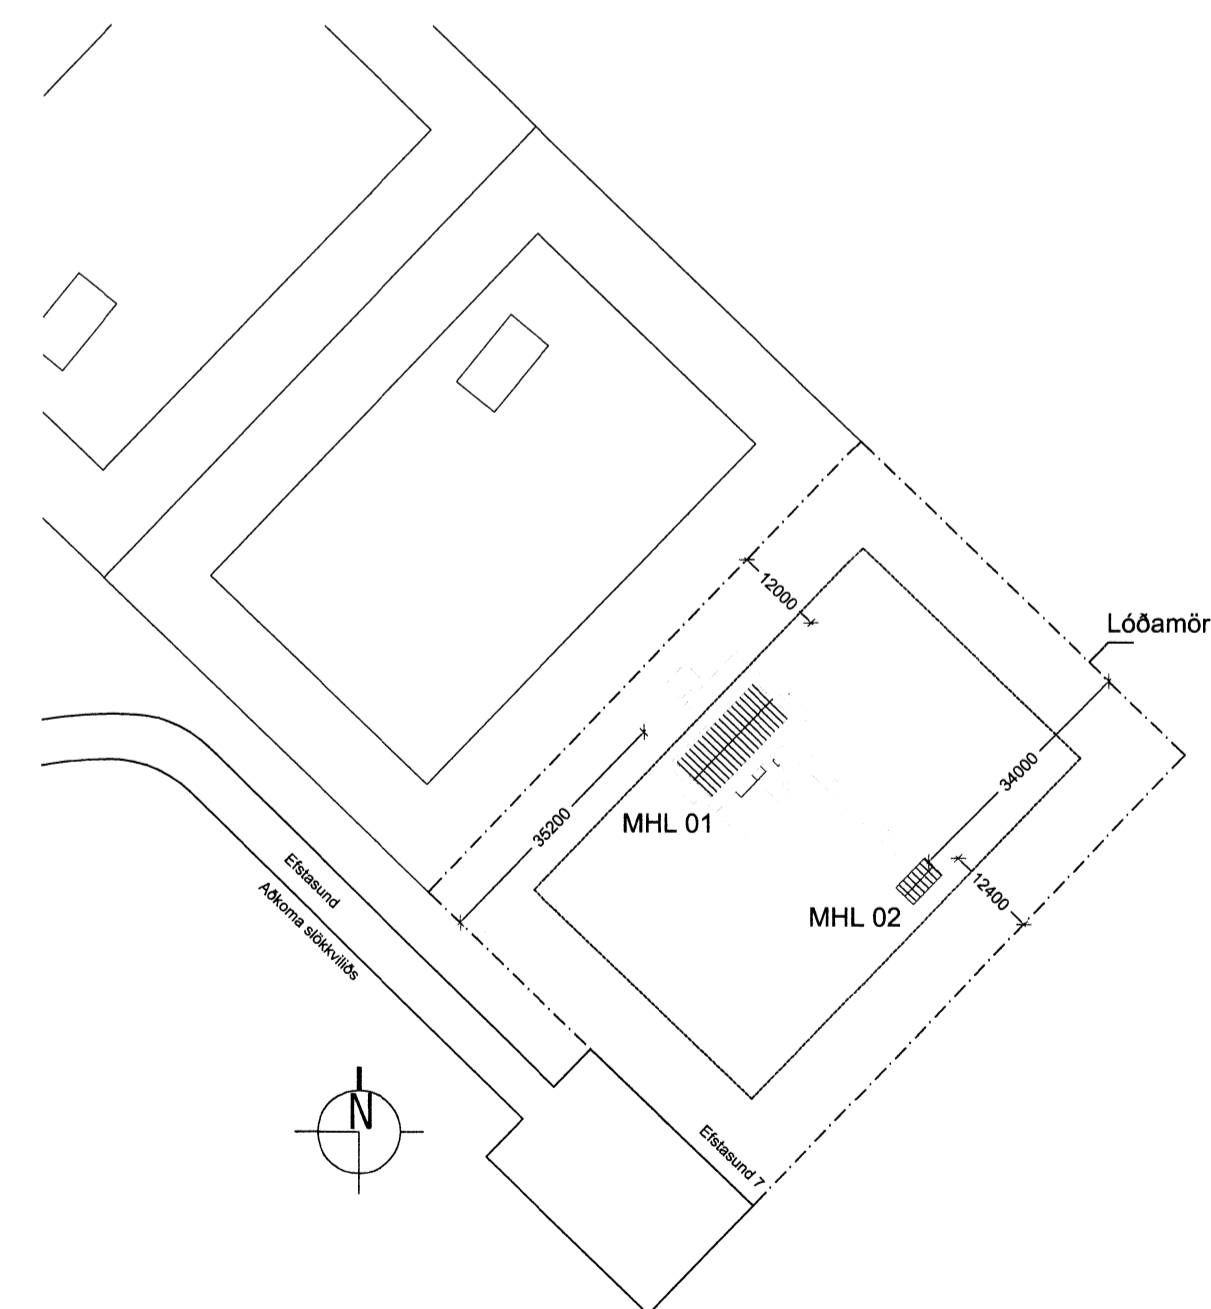 12000
Lóðamör
34000
35200
MHL 01
Efstasund
Aðkoma slökkviliðs
12400
MHL 02
N
Efstasund 7